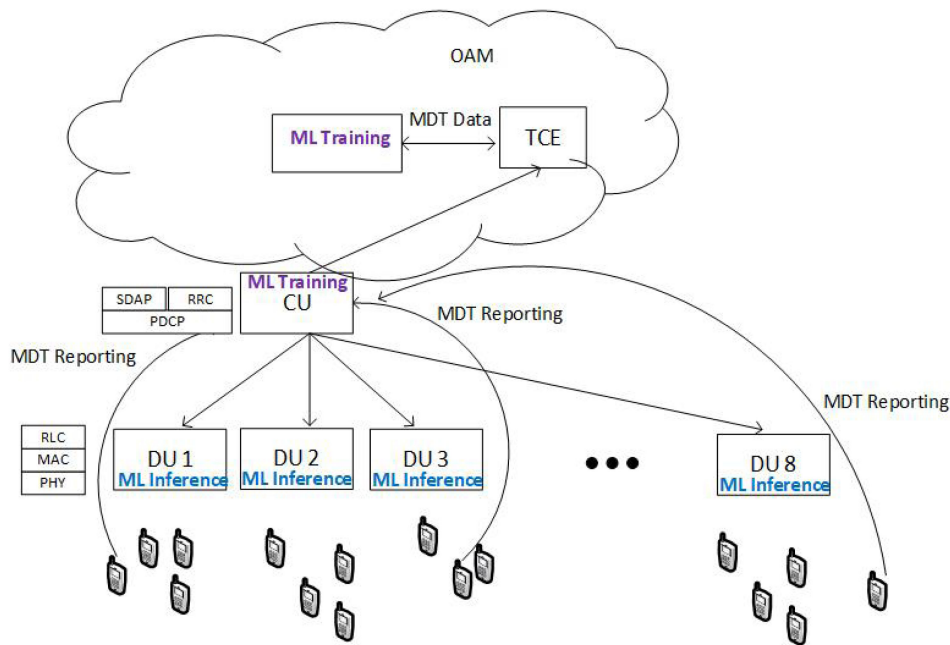 OAM
MDT Data
ML Training
TCE
ML Training
CU
SDAP
RRC
PDCP
MDT Reporting
MDT Reporting
MDT Reporting
RLC
MAC
PHY
DU 1
ML Inference
DU 2
ML Inference
DU 3
ML Inference
DU 8
ML Inference